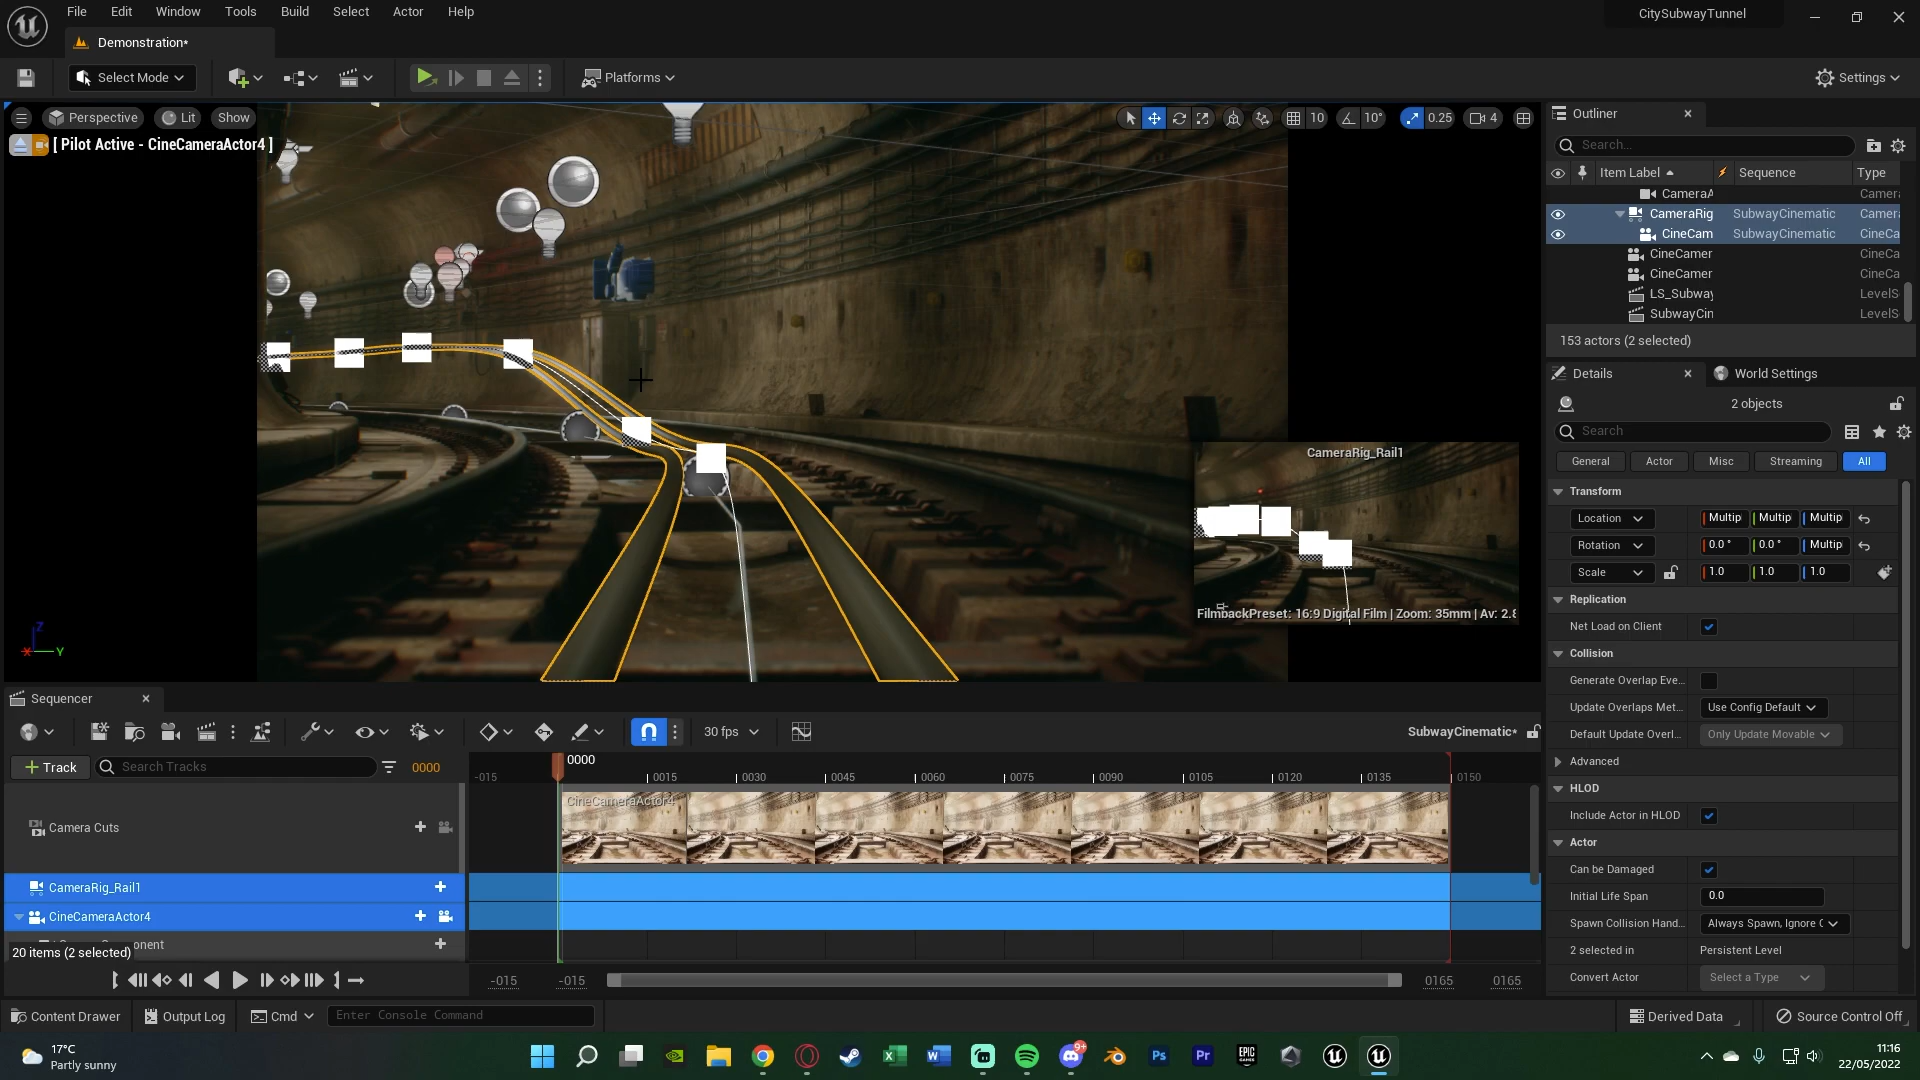 File Edit Window Tools Build Select Actor Help
CitySubwayTunnel
Demonstration*
Select Mode
Platforms
Settings
Perspective Lit Show
10 10° 0.25 4
[ Pilot Active - CineCameraActor4 ]
CameraRig_Rail1
FilmbackPreset: 16:9 Digital Film | Zoom: 35mm | Av: 2.8
Z
X Y
Outliner
Search...
Item Label Sequence Type
CameraA Camera
CameraRig SubwayCinematic Camera
CineCam SubwayCinematic CineCa
CineCamer CineCa
CineCamer CineCa
LS_Subway LevelS
SubwayCin LevelS
153 actors (2 selected)
Details World Settings
2 objects
Search
General Actor Misc Streaming All
Transform
Location Multip Multip Multip
Rotation 0.0 ° 0.0 ° Multip
Scale 1.0 1.0 1.0
Replication
Net Load on Client
Collision
Generate Overlap Eve...
Update Overlaps Met... Use Config Default
Default Update Overl... Only Update Movable
Advanced
HLOD
Include Actor in HLOD
Actor
Can be Damaged
Initial Life Span 0.0
Spawn Collision Hand... Always Spawn, Ignore C
2 selected in Persistent Level
Convert Actor Select a Type
Sequencer
30 fps
SubwayCinematic*
Track Search Tracks 0000
0000
-015 0015 0030 0045 0060 0075 0090 0105 0120 0135 0150
Camera Cuts
CineCameraActor4
CameraRig_Rail1
CineCameraActor4
onent
20 items (2 selected)
-015 -015 0165 0165
Content Drawer Output Log Cmd Enter Console Command
Derived Data Source Control Off
17°C
Partly sunny
9+
Ps Pr
EPIC
GAMES
11:16
22/05/2022